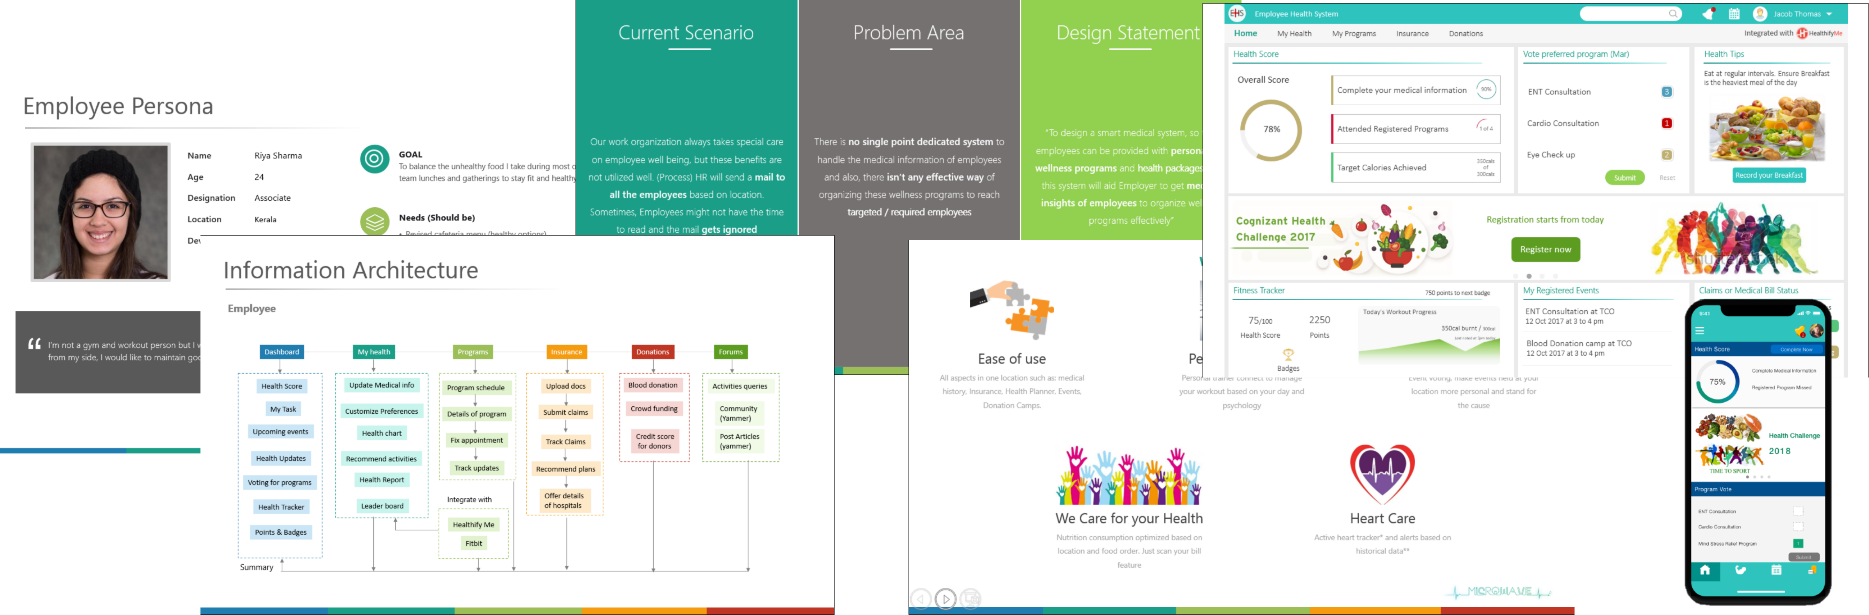 Employee Persona
Name Riya Sharma
Age 24
Designation Associate
Location Kerala
GOAL
To balance the unhealthy food I take during most o
team lunches and gatherings to stay fit and healthy
Needs (Should be)
• Revised cafeteria menu (healthy options)
“ I'm not a gym and workout person but I
from my side, I would like to maintain
Current Scenario
Our work organization always takes special care
on employee well being, but these benefits are
not utilized well. (Process) HR will send a mail to
all the employees based on location.
Sometimes, Employees might not have the time
to read and the mail gets ignored
Problem Area
There is no single point dedicated system to
handle the medical information of employees
and also, there isn't any effective way of
organizing these wellness programs to reach
targeted / required employees
Design Statement
"To design a smart medical system, so
employees can be provided with
wellness programs and health packages
this system will aid Employer to get
insights of employees to organize
programs effectively"
Information Architecture
Employee
Dashboard
Health Score
My Task
Upcoming events
Health Updates
Voting for programs
Health Tracker
Points & Badges
Summary
My health
Update Medical info
Customize Preferences
Health chart
Recommend activities
Health Report
Leader board
Programs
Program schedule
Details of program
Fix appointment
Track updates
Integrate with
Healthify Me
Fitbit
Insurance
Upload docs
Submit claims
Track Claims
Recommend plans
Offer details
of hospitals
Donations
Blood donation
Crowd funding
Credit score
for donors
Forums
Activities queries
Community
(Yammer)
Post Articles
(yammer)
Ease of use
All aspects in one location such as: medical
history, Insurance, Health Planner, Events,
Donation Camps.
Pe
Personal trainer connect to manage
your workout based on your day and
psychology
Event voting, make events held at your
location more personal and stand for
the cause
We Care for your Health
Nutrition consumption optimized based on
location and food order. Just scan your bill
feature
Heart Care
Active heart tracker* and alerts based on
historical data**
MICROWAVE
EHS Employee Health System
Jacob Thomas
Home My Health My Programs Insurance Donations
Integrated with HealthifyMe
Health Score
Overall Score
78%
Complete your medical information 90%
Attended Registered Programs 1 of 4
Target Calories Achieved
350cals
of
300cals
Vote preferred program (Mar)
ENT Consultation 3
Cardio Consultation 1
Eye Check up 2
Submit Reset
Health Tips
Eat at regular intervals. Ensure Breakfast
is the heaviest meal of the day
Record your Breakfast
Cognizant Health
Challenge 2017
Registration starts from today
Register now
Fitness Tracker
750 points to next badge
75/100
Health Score
2250
Points
Badges
Today's Workout Progress
350cal burnt /
My Registered Events
ENT Consultation at TCO
12 Oct 2017 at 3 to 4 pm
Blood Donation camp at TCO
12 Oct 2017 at 3 to 4 pm
Claims or Medical Bill Status
9:41
Health Score
Complete Now
75%
Complete Medical Information
Registered Program Missed
Health Challenge
2018
TIME TO SPORT
Program Vote
ENT Consultation
Cardio Consultation
Mind Stress Relief Program
Submit